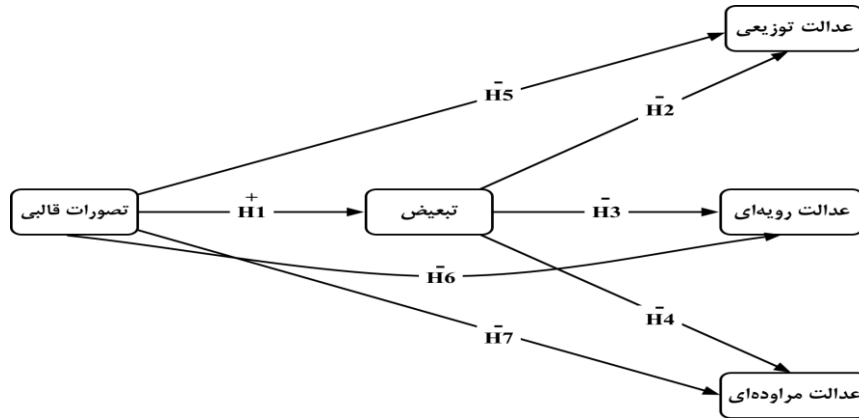 عدالت توزیعی
H5 -
H2 -
تصورات قالبی
H1 +
تبعیض
H3 -
عدالت رویه‌ای
H6 -
H4 -
H7 -
عدالت مراوده‌ای